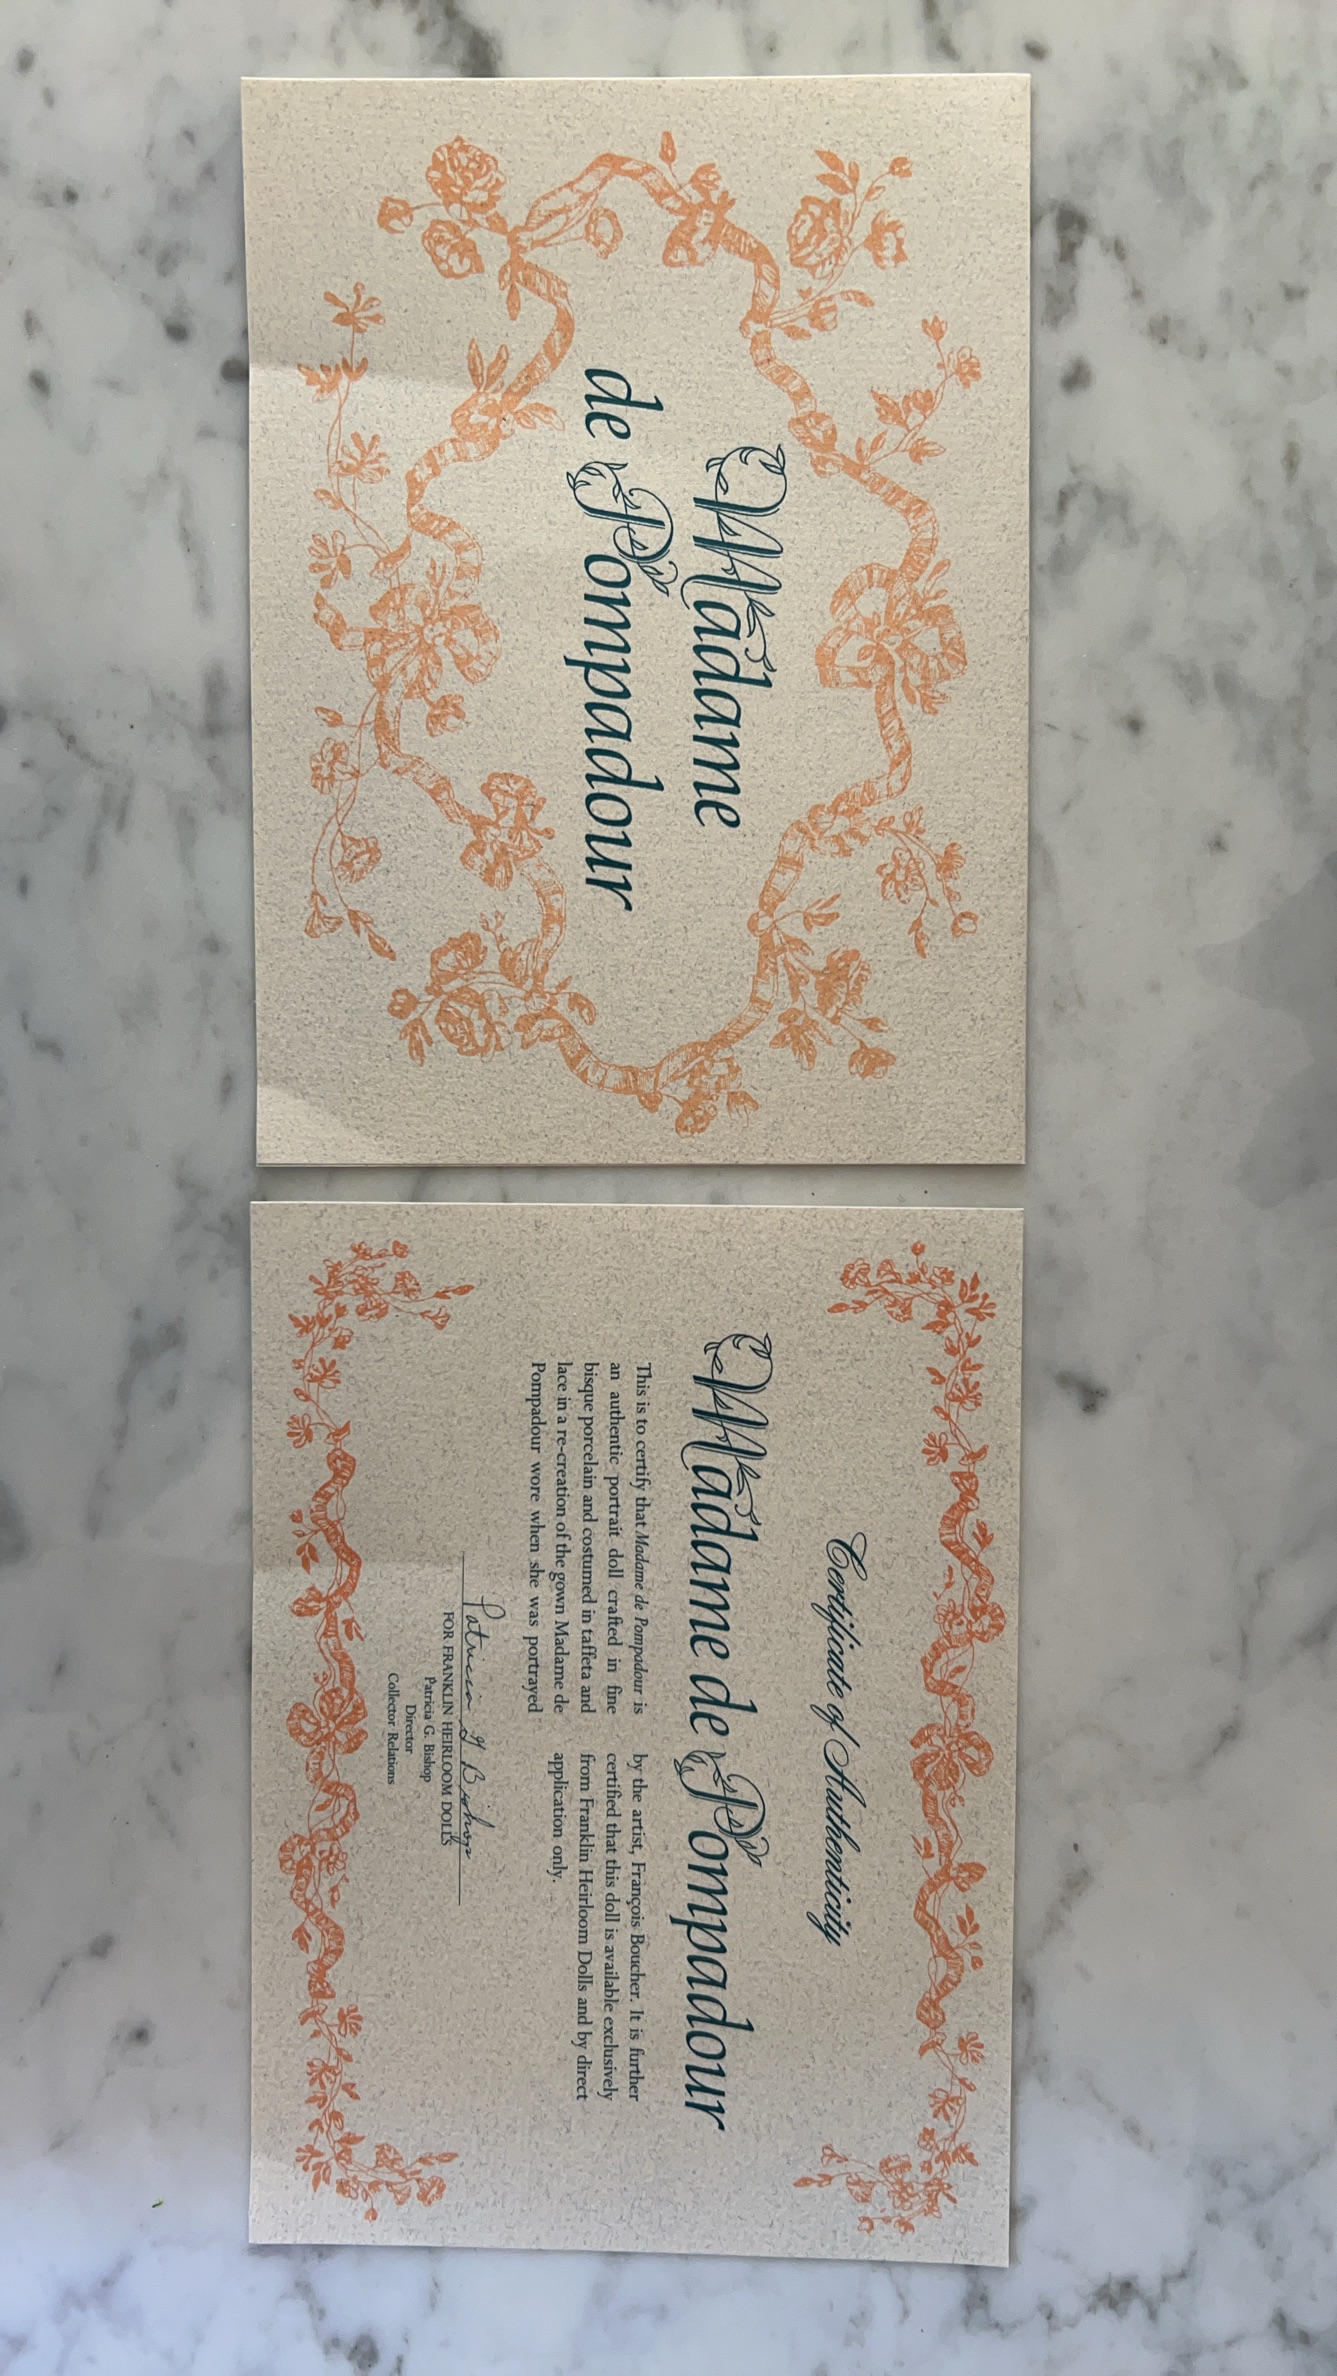 Madame
de Pompadour
Certificate of Authenticity
Madame de Pompadour
This is to certify that Madame de Pompadour is
an authentic portrait doll crafted in fine
bisque porcelain and costumed in taffeta and
lace in a re-creation of the gown Madame de
Pompadour wore when she was portrayed
by the artist, François Boucher. It is further
certified that this doll is available exclusively
from Franklin Heirloom Dolls and by direct
application only.
Patricia G Bishop
FOR FRANKLIN HEIRLOOM DOLLS
Patricia G. Bishop
Director
Collector Relations